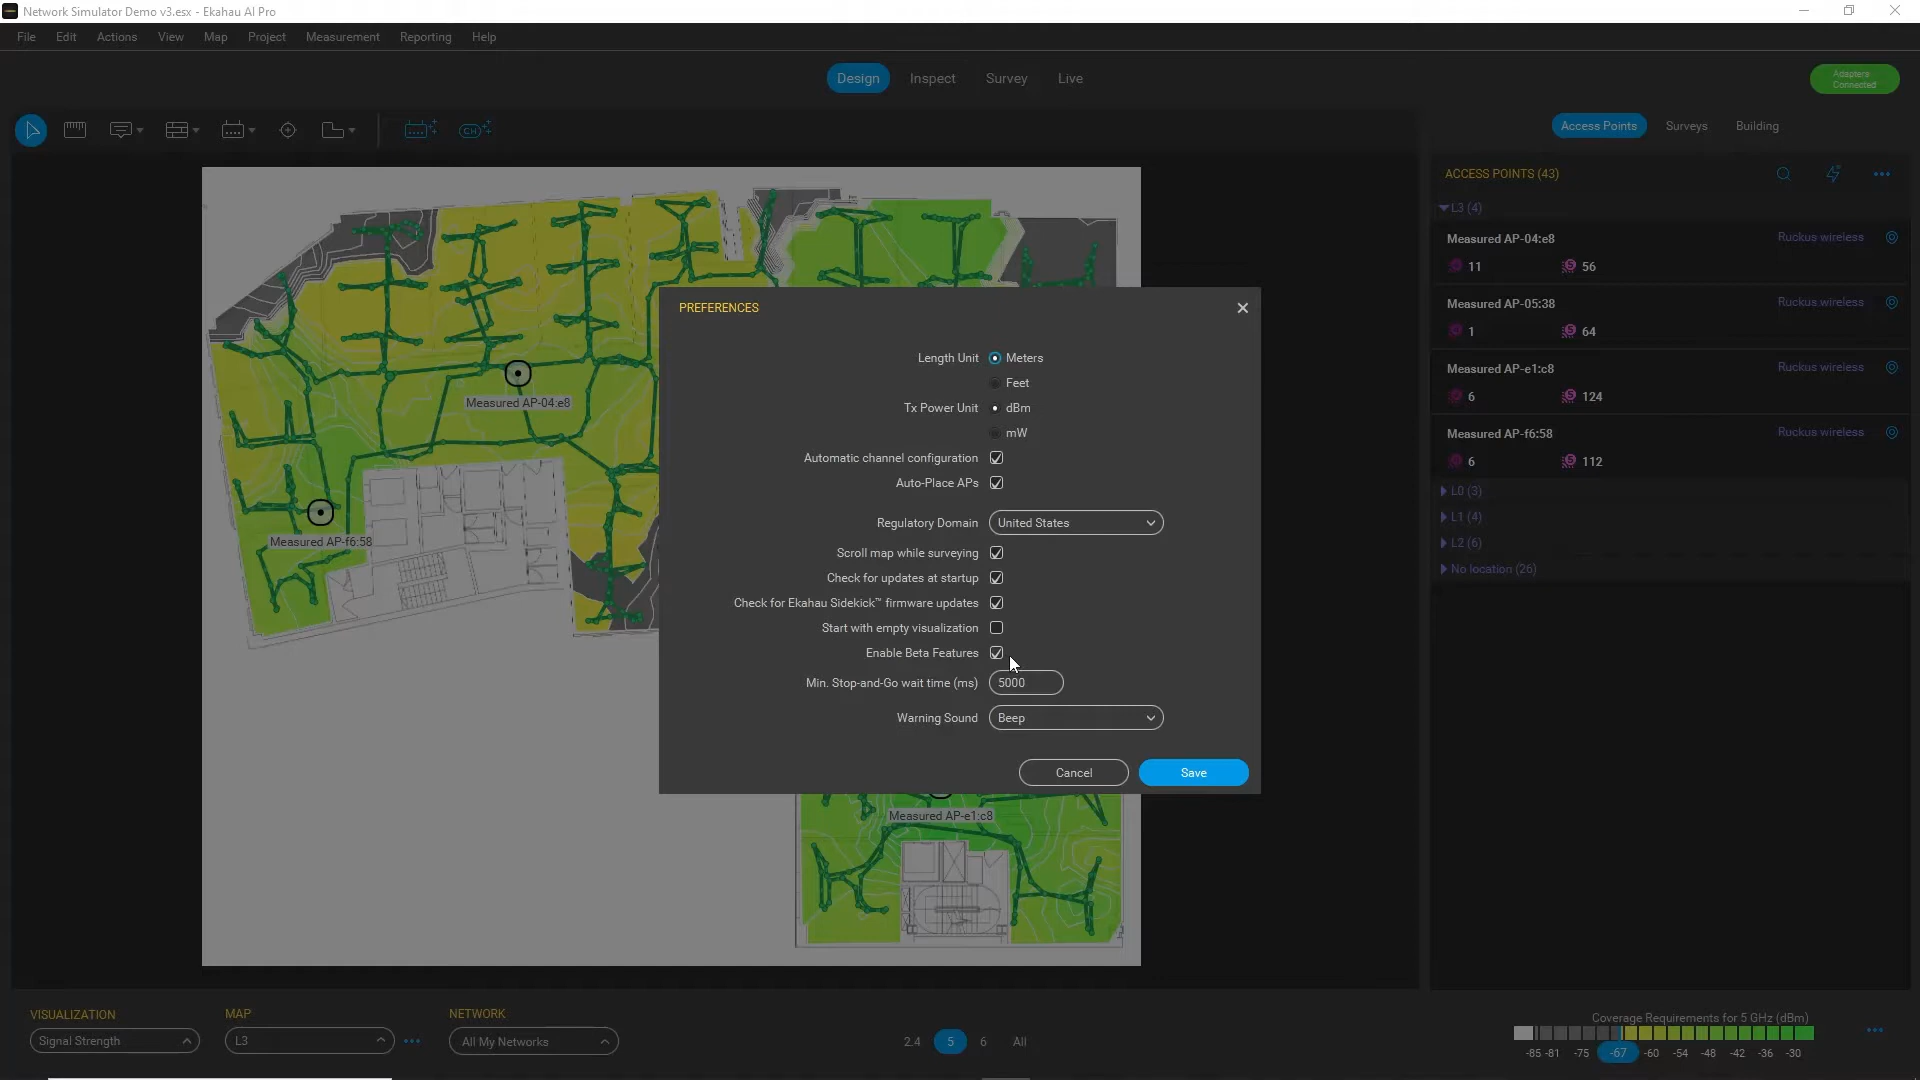 Network Simulator Demo v3.esx - Ekahau AI Pro
File Edit Actions View Map Project Measurement Reporting Help
Design Inspect Survey Live
Adapters
Connected
CH
Access Points Surveys Building
ACCESS POINTS (43)
L3 (4)
Measured AP-04:e8 Ruckus wireless
11 56
Measured AP-05:38 Ruckus wireless
1 64
Measured AP-e1:c8 Ruckus wireless
6 124
Measured AP-f6:58 Ruckus wireless
6 112
L0 (3)
L1 (4)
L2 (6)
No location (26)
Measured AP-04:e8
Measured AP-f6:58
Measured AP-e1:c8
PREFERENCES
Length Unit Meters
Feet
Tx Power Unit dBm
mW
Automatic channel configuration
Auto-Place APs
Regulatory Domain United States
Scroll map while surveying
Check for updates at startup
Check for Ekahau Sidekick™ firmware updates
Start with empty visualization
Enable Beta Features
Min. Stop-and-Go wait time (ms) 5000
Warning Sound Beep
Cancel Save
VISUALIZATION MAP NETWORK
Signal Strength L3 All My Networks
2.4 5 6 All
Coverage Requirements for 5 GHz (dBm)
-85 -81 -75 -67 -60 -54 -48 -42 -36 -30